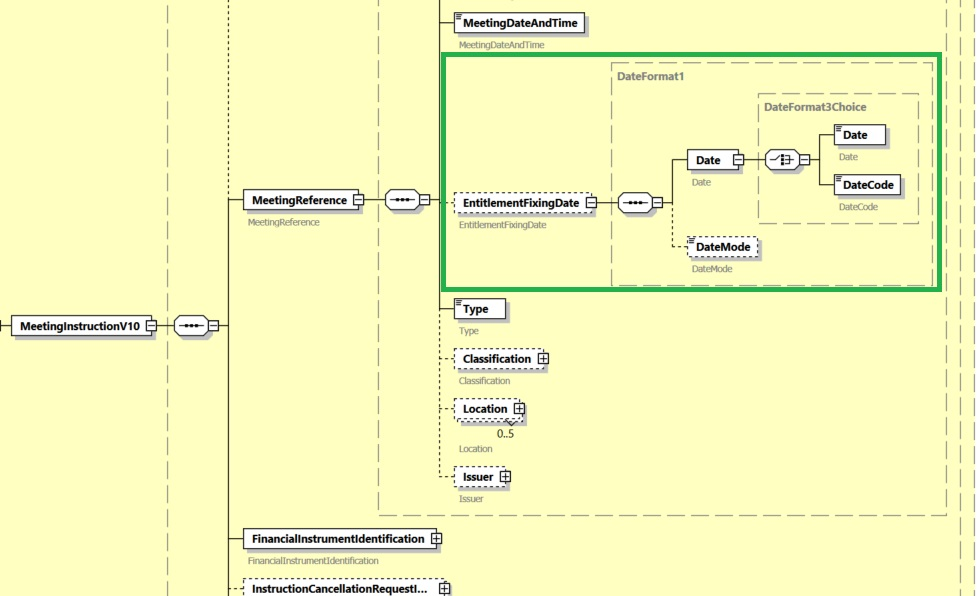 MeetingDateAndTime
MeetingDateAndTime
DateFormat1
DateFormat3Choice
Date
Date
Date
Date
DateCode
DateCode
MeetingReference
MeetingReference
EntitlementFixingDate
EntitlementFixingDate
DateMode
DateMode
Type
Type
MeetingInstructionV10
Classification
Classification
Location
0..5
Location
Issuer
Issuer
FinancialInstrumentIdentification
FinancialInstrumentIdentification
InstructionCancellationRequestI...